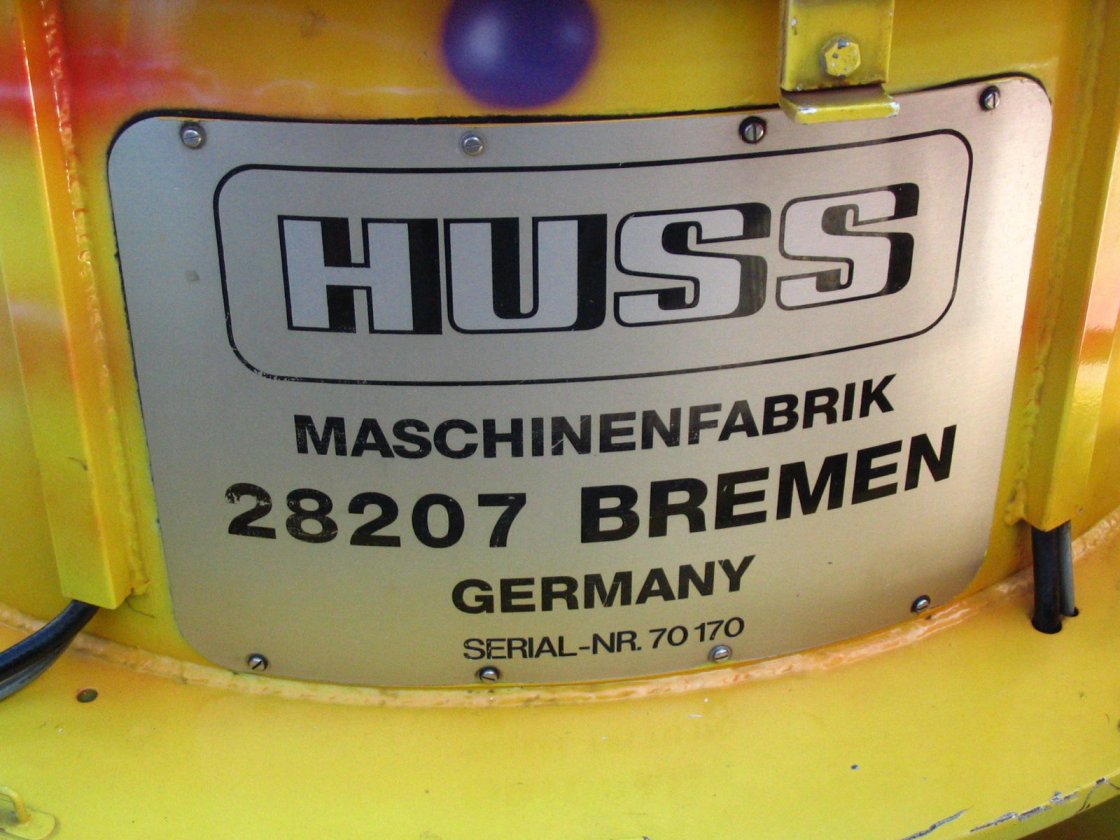 HUSS
MASCHINENFABRIK
28207 BREMEN
GERMANY
SERIAL-NR. 70 170